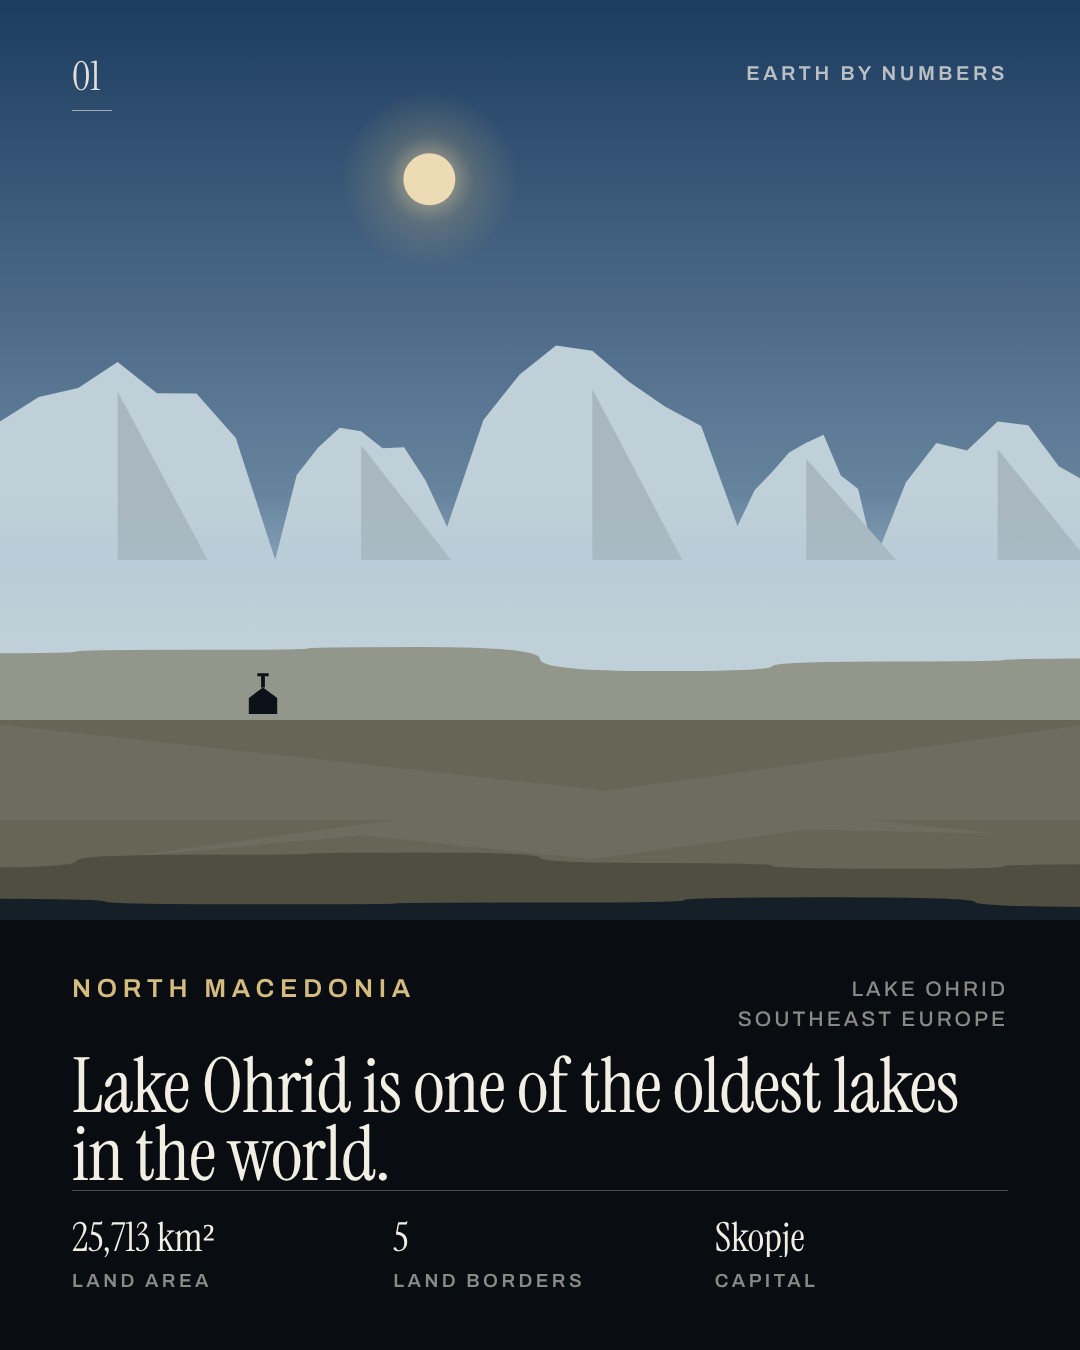 01
EARTH BY NUMBERS
NORTH MACEDONIA
LAKE OHRID
SOUTHEAST EUROPE
Lake Ohrid is one of the oldest lakes
in the world.
25,713 km²
LAND AREA
5
LAND BORDERS
Skopje
CAPITAL